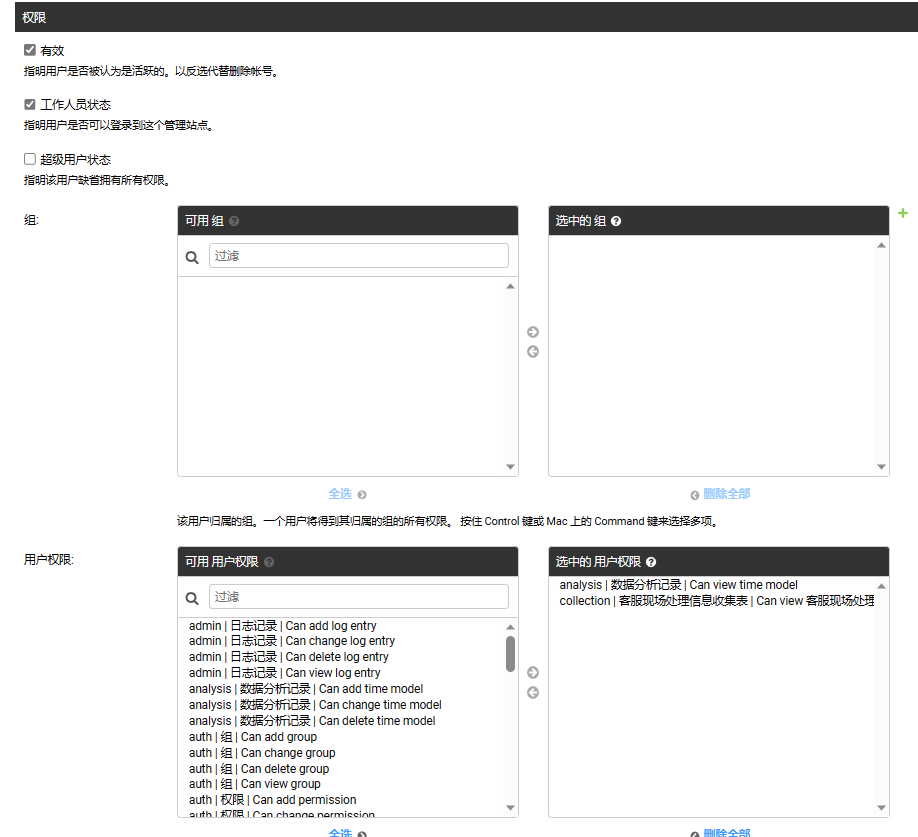 权限
有效
指明用户是否被认为是活跃的。以反选代替删除帐号。
工作人员状态
指明用户是否可以登录到这个管理站点。
超级用户状态
指明该用户缺省拥有所有权限。
组:
可用 组 ?
选中的 组 ?
过滤
全选
删除全部
该用户归属的组。一个用户将得到其归属的组的所有权限。 按住 Control 键或 Mac 上的 Command 键来选择多项。
用户权限:
可用 用户权限 ?
选中的 用户权限 ?
过滤
admin | 日志记录 | Can add log entry
admin | 日志记录 | Can change log entry
admin | 日志记录 | Can delete log entry
admin | 日志记录 | Can view log entry
analysis | 数据分析记录 | Can add time model
analysis | 数据分析记录 | Can change time model
analysis | 数据分析记录 | Can delete time model
auth | 组 | Can add group
auth | 组 | Can change group
auth | 组 | Can delete group
auth | 组 | Can view group
auth | 权限 | Can add permission
auth | 权限 | Can change permission
analysis | 数据分析记录 | Can view time model
collection | 客服现场处理信息收集表 | Can view 客服现场处理
全选
删除全部